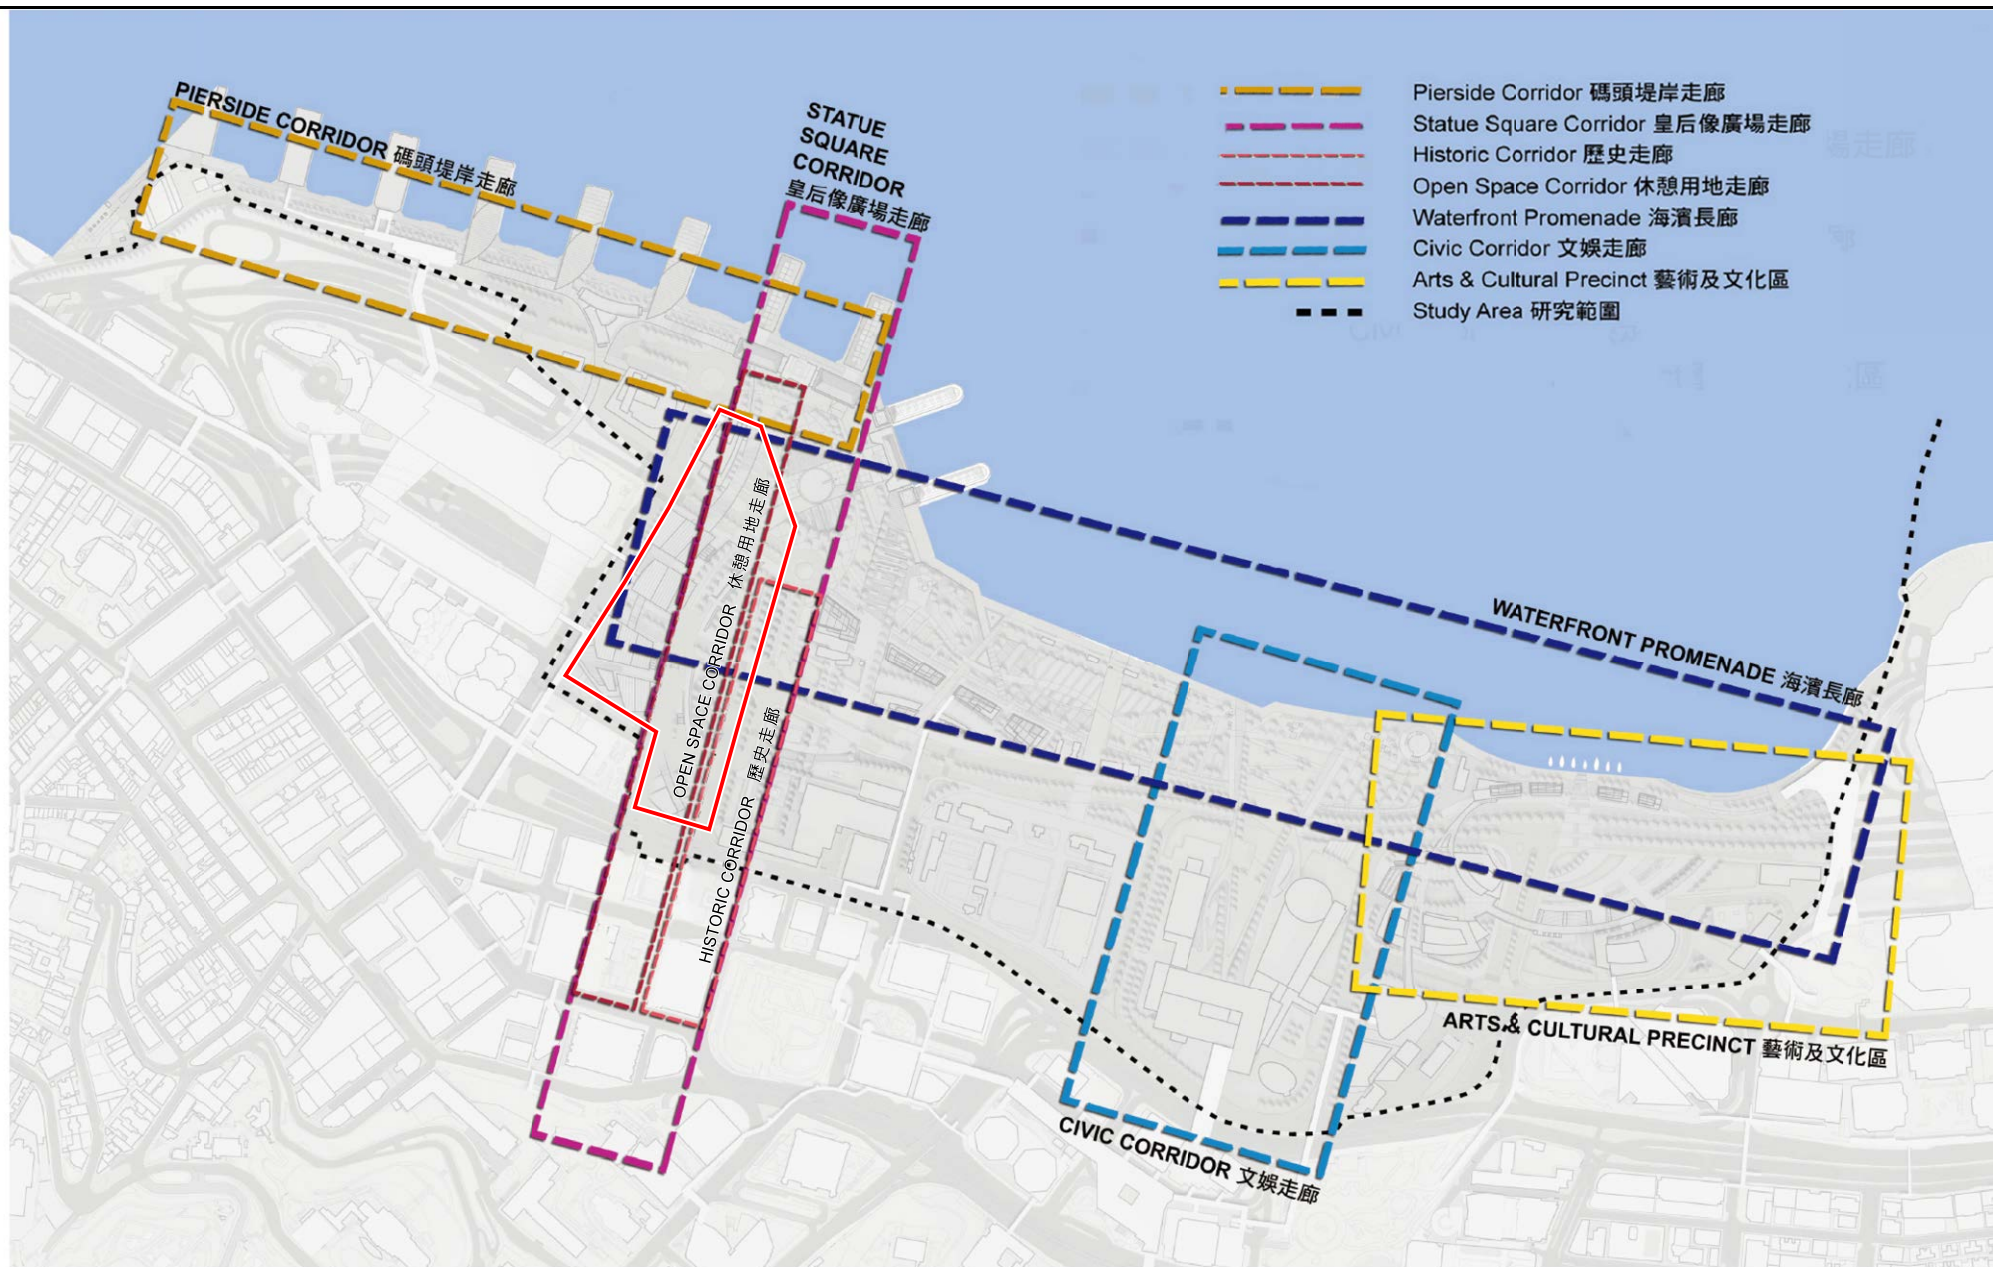 PIERSIDE CORRIDOR 碼頭堤岸走廊
STATUE
SQUARE
CORRIDOR
皇后像廣場走廊
Pierside Corridor 碼頭堤岸走廊
Statue Square Corridor 皇后像廣場走廊
Historic Corridor 歷史走廊
Open Space Corridor 休憩用地走廊
Waterfront Promenade 海濱長廊
Civic Corridor 文娛走廊
Arts & Cultural Precinct 藝術及文化區
Study Area 研究範圍
OPEN SPACE CORRIDOR 休憩用地走廊
HISTORIC CORRIDOR 歷史走廊
WATERFRONT PROMENADE 海濱長廊
ARTS & CULTURAL PRECINCT 藝術及文化區
CIVIC CORRIDOR 文娛走廊